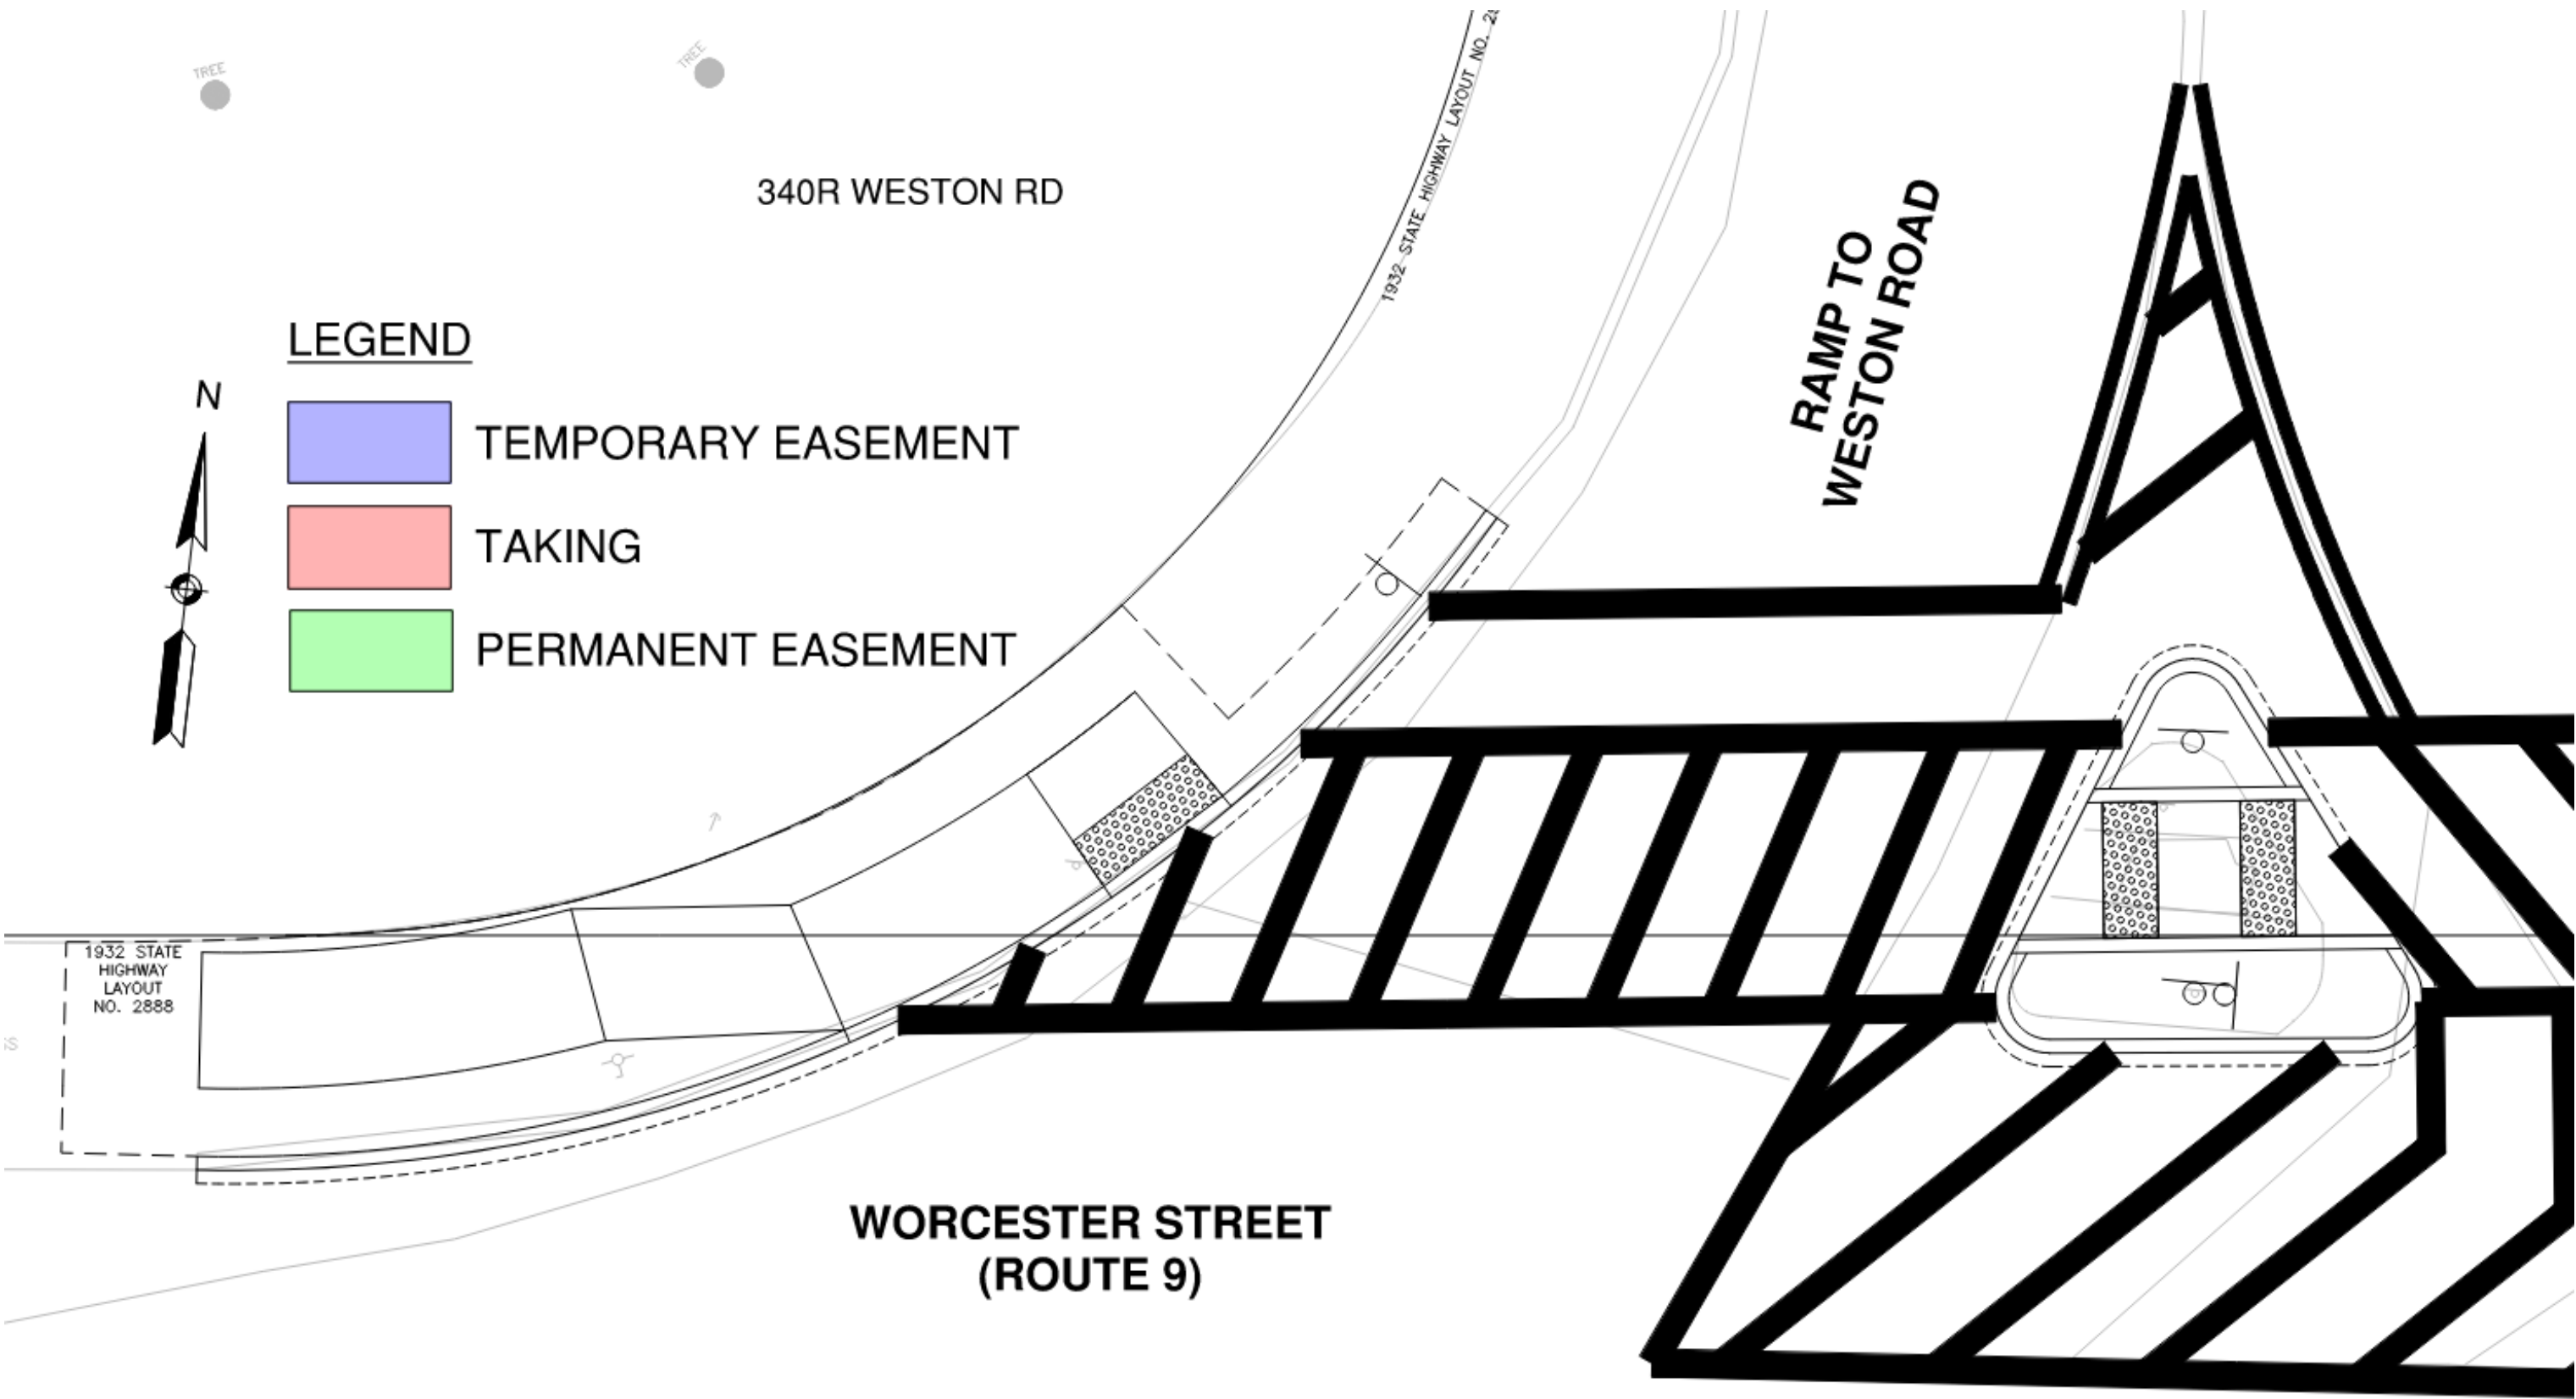 TREE
TREE
1932 STATE HIGHWAY LAYOUT NO.
340R WESTON RD
RAMP TO
WESTON ROAD
LEGEND
N
TEMPORARY EASEMENT
TAKING
PERMANENT EASEMENT
1932 STATE
HIGHWAY
LAYOUT
NO. 2888
WORCESTER STREET
(ROUTE 9)